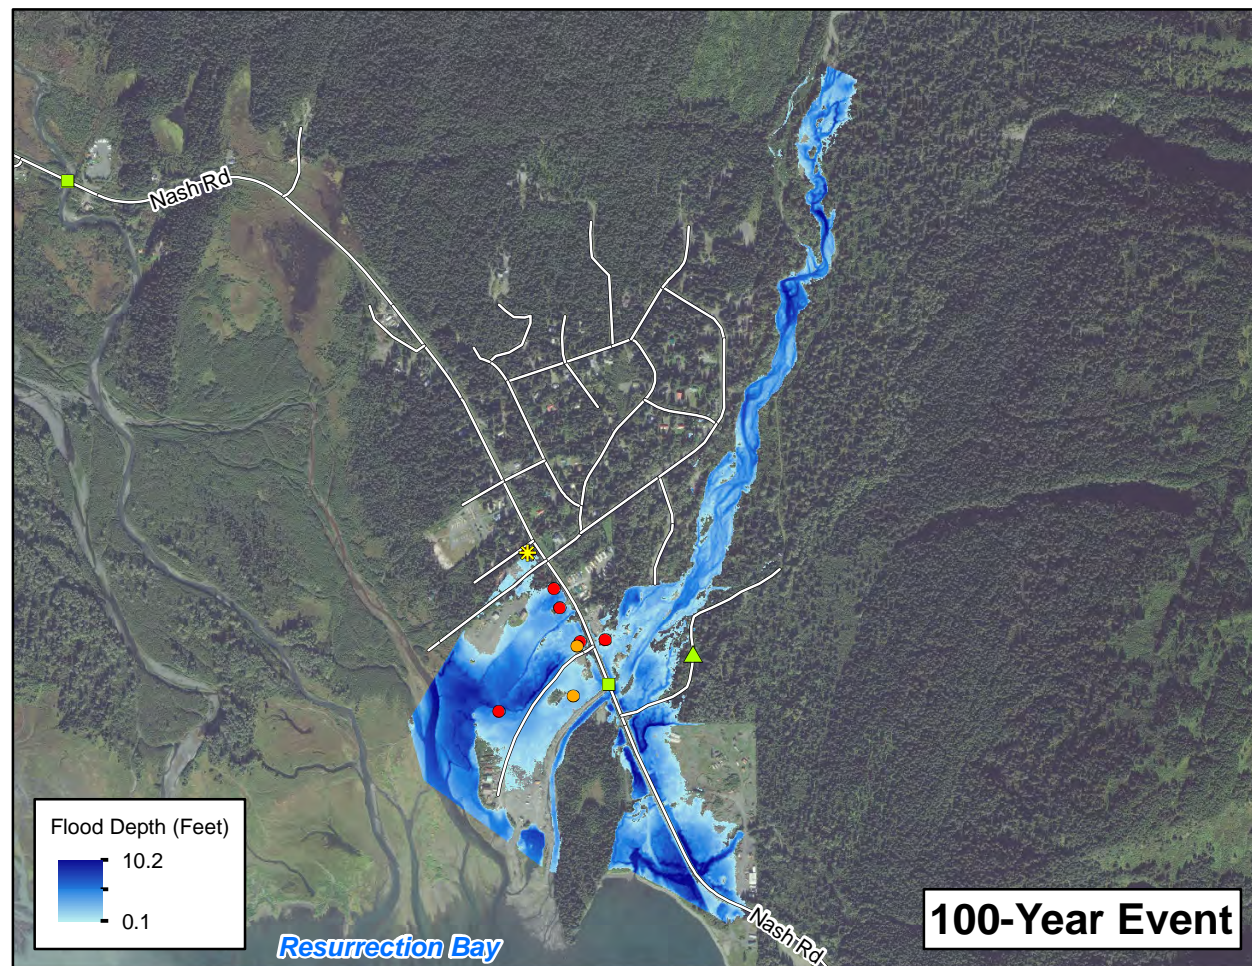 Nash Rd
Flood Depth (Feet)
10.2
0.1
Resurrection Bay
Nash Rd
100-Year Event